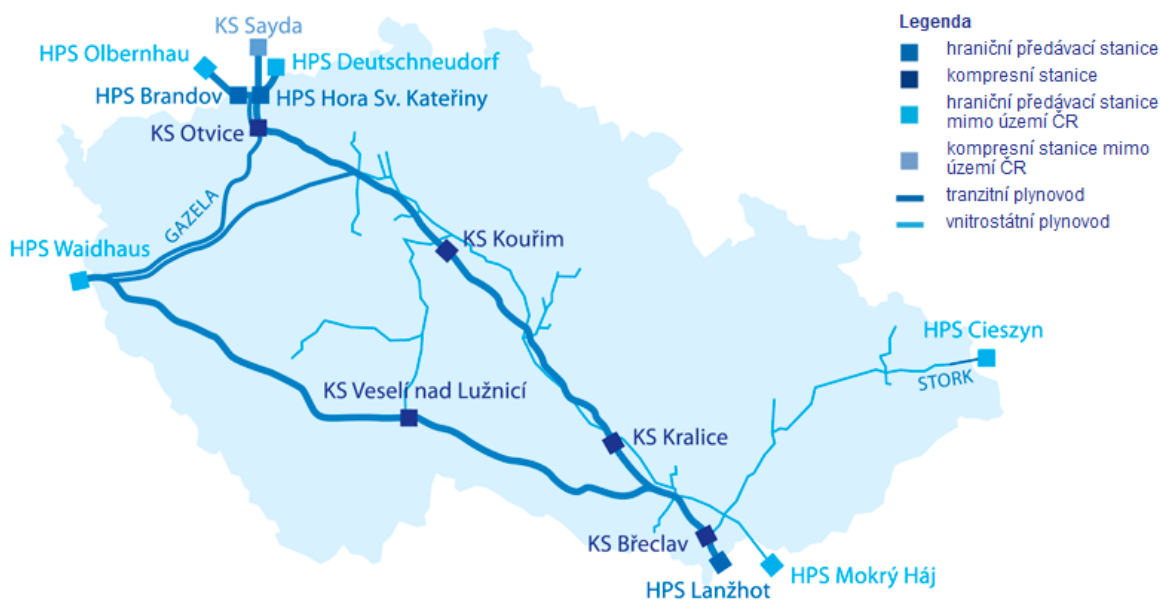 KS Sayda
HPS Olbernhau
HPS Deutschneudorf
HPS Brandov
HPS Hora Sv. Kateřiny
KS Otvice
GAZELA
HPS Waidhaus
KS Kouřim
KS Veselí nad Lužnicí
KS Kralice
HPS Cieszyn
STORK
KS Břeclav
HPS Lanžhot
HPS Mokrý Háj
Legenda
hraniční předávací stanice
kompresní stanice
hraniční předávací stanice
mimo území ČR
kompresní stanice mimo
území ČR
tranzitní plynovod
vnitrostátní plynovod